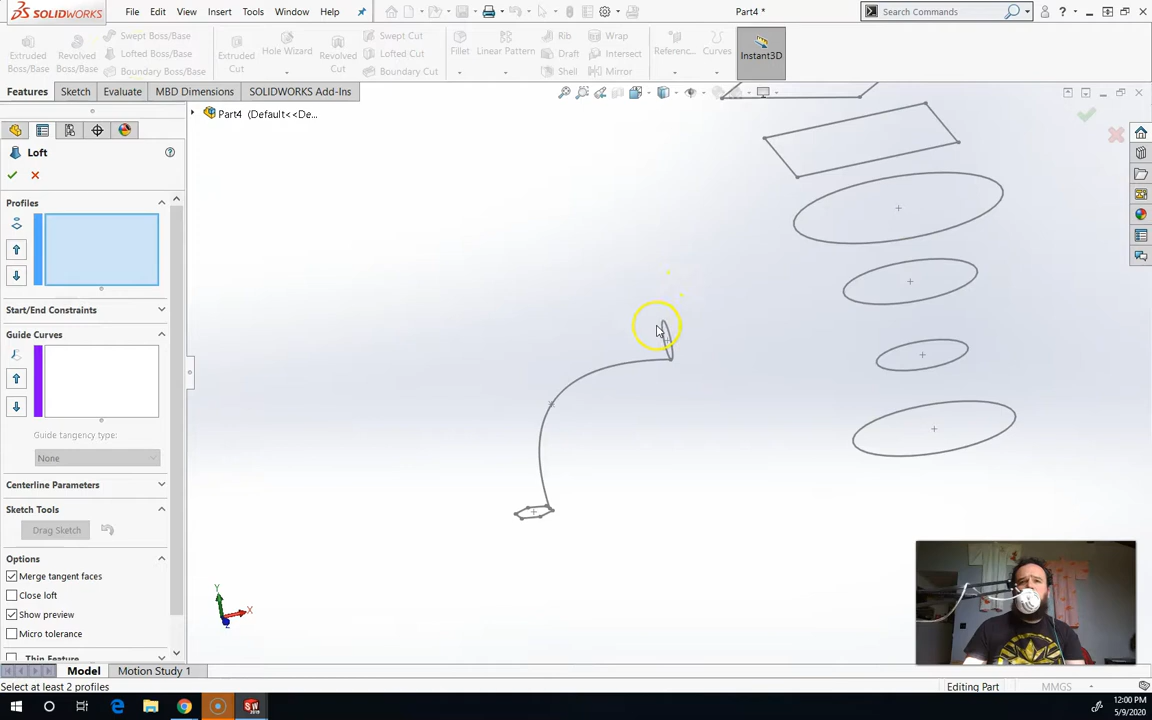 SOLIDWORKS File Edit View Insert Tools Window Help Part4 * Search Commands
Extruded Boss/Base Revolved Boss/Base Swept Boss/Base Lofted Boss/Base Boundary Boss/Base Extruded Cut Hole Wizard Revolved Cut Swept Cut Lofted Cut Boundary Cut Fillet Linear Pattern Rib Draft Shell Wrap Intersect Mirror Referenc... Curves Instant3D
Features Sketch Evaluate MBD Dimensions SOLIDWORKS Add-Ins
Part4 (Default<<De...
Loft
Profiles
Start/End Constraints
Guide Curves
Guide tangency type:
None
Centerline Parameters
Sketch Tools
Drag Sketch
Options
Merge tangent faces
Close loft
Show preview
Micro tolerance
Thin Feature
Y
X
Z
Model Motion Study 1
Select at least 2 profiles Editing Part MMGS
12:00 PM
5/9/2020